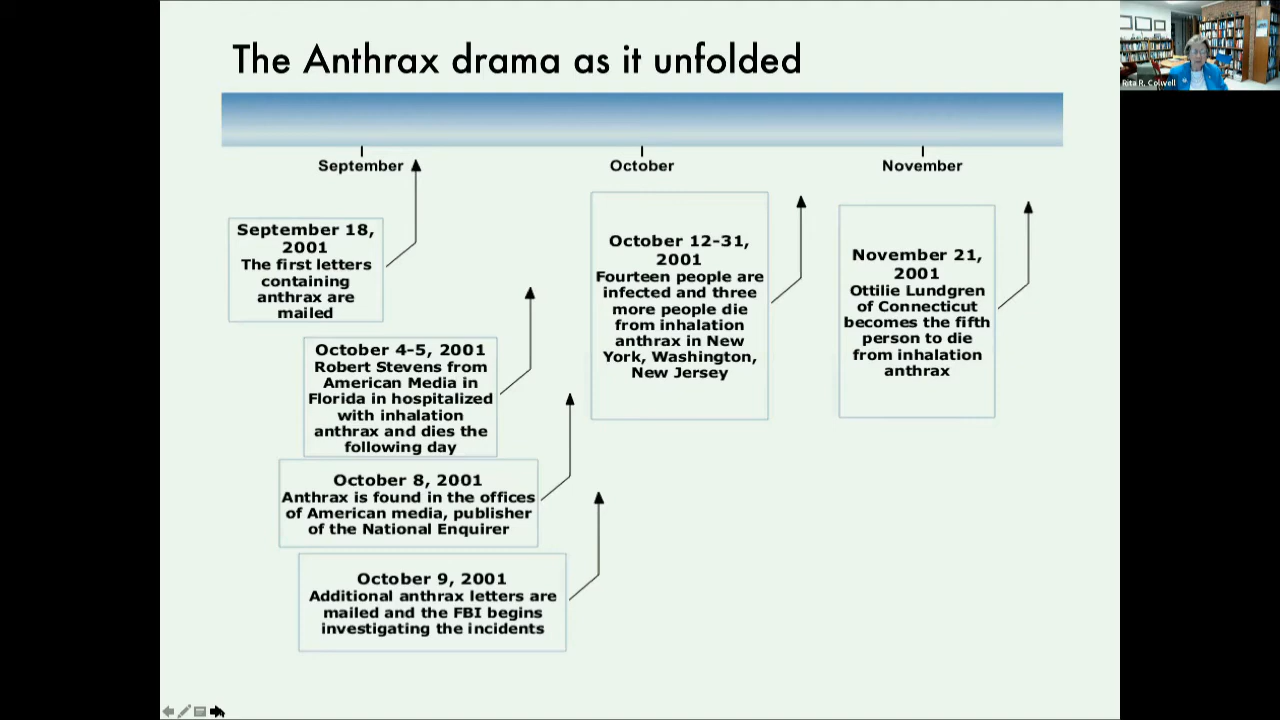 The Anthrax drama as it unfolded
Rita R. Colwell
September
October
November
September 18,
2001
The first letters
containing
anthrax are
mailed
October 4-5, 2001
Robert Stevens from
American Media in
Florida in hospitalized
with inhalation
anthrax and dies the
following day
October 8, 2001
Anthrax is found in the offices
of American media, publisher
of the National Enquirer
October 9, 2001
Additional anthrax letters are
mailed and the FBI begins
investigating the incidents
October 12-31,
2001
Fourteen people are
infected and three
more people die
from inhalation
anthrax in New
York, Washington,
New Jersey
November 21,
2001
Ottilie Lundgren
of Connecticut
becomes the fifth
person to die
from inhalation
anthrax